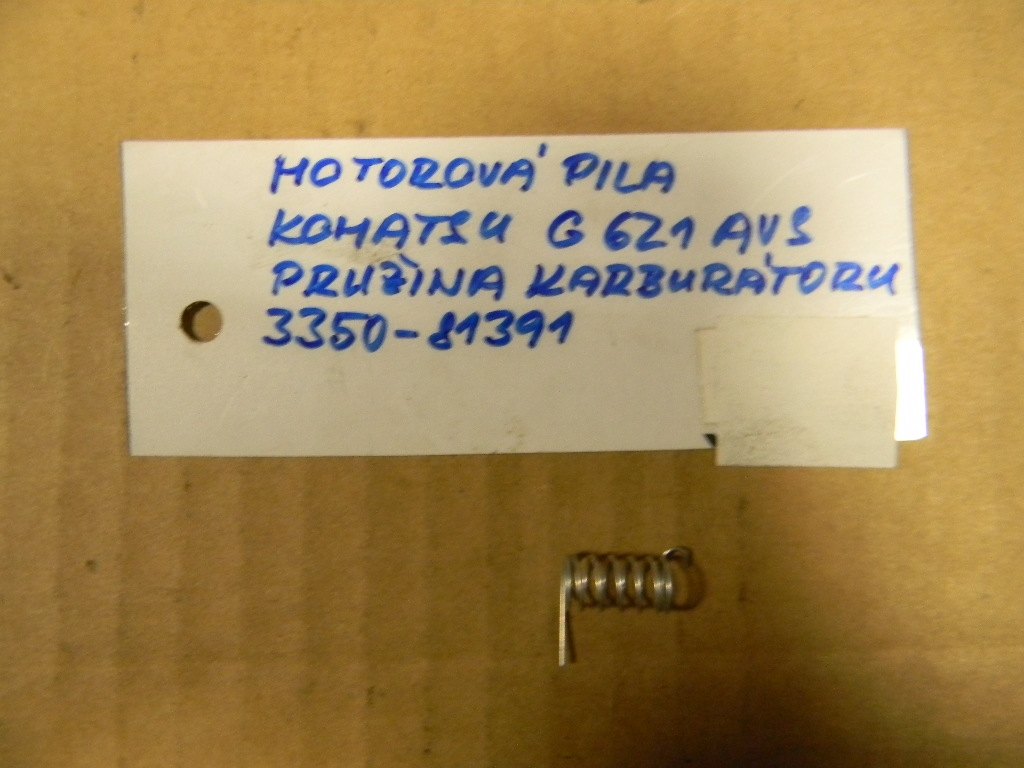 MOTOROVÁ PILA
KOMATSU G 621 AVS
PRUŽINA KARBURÁTORU
3350-81391